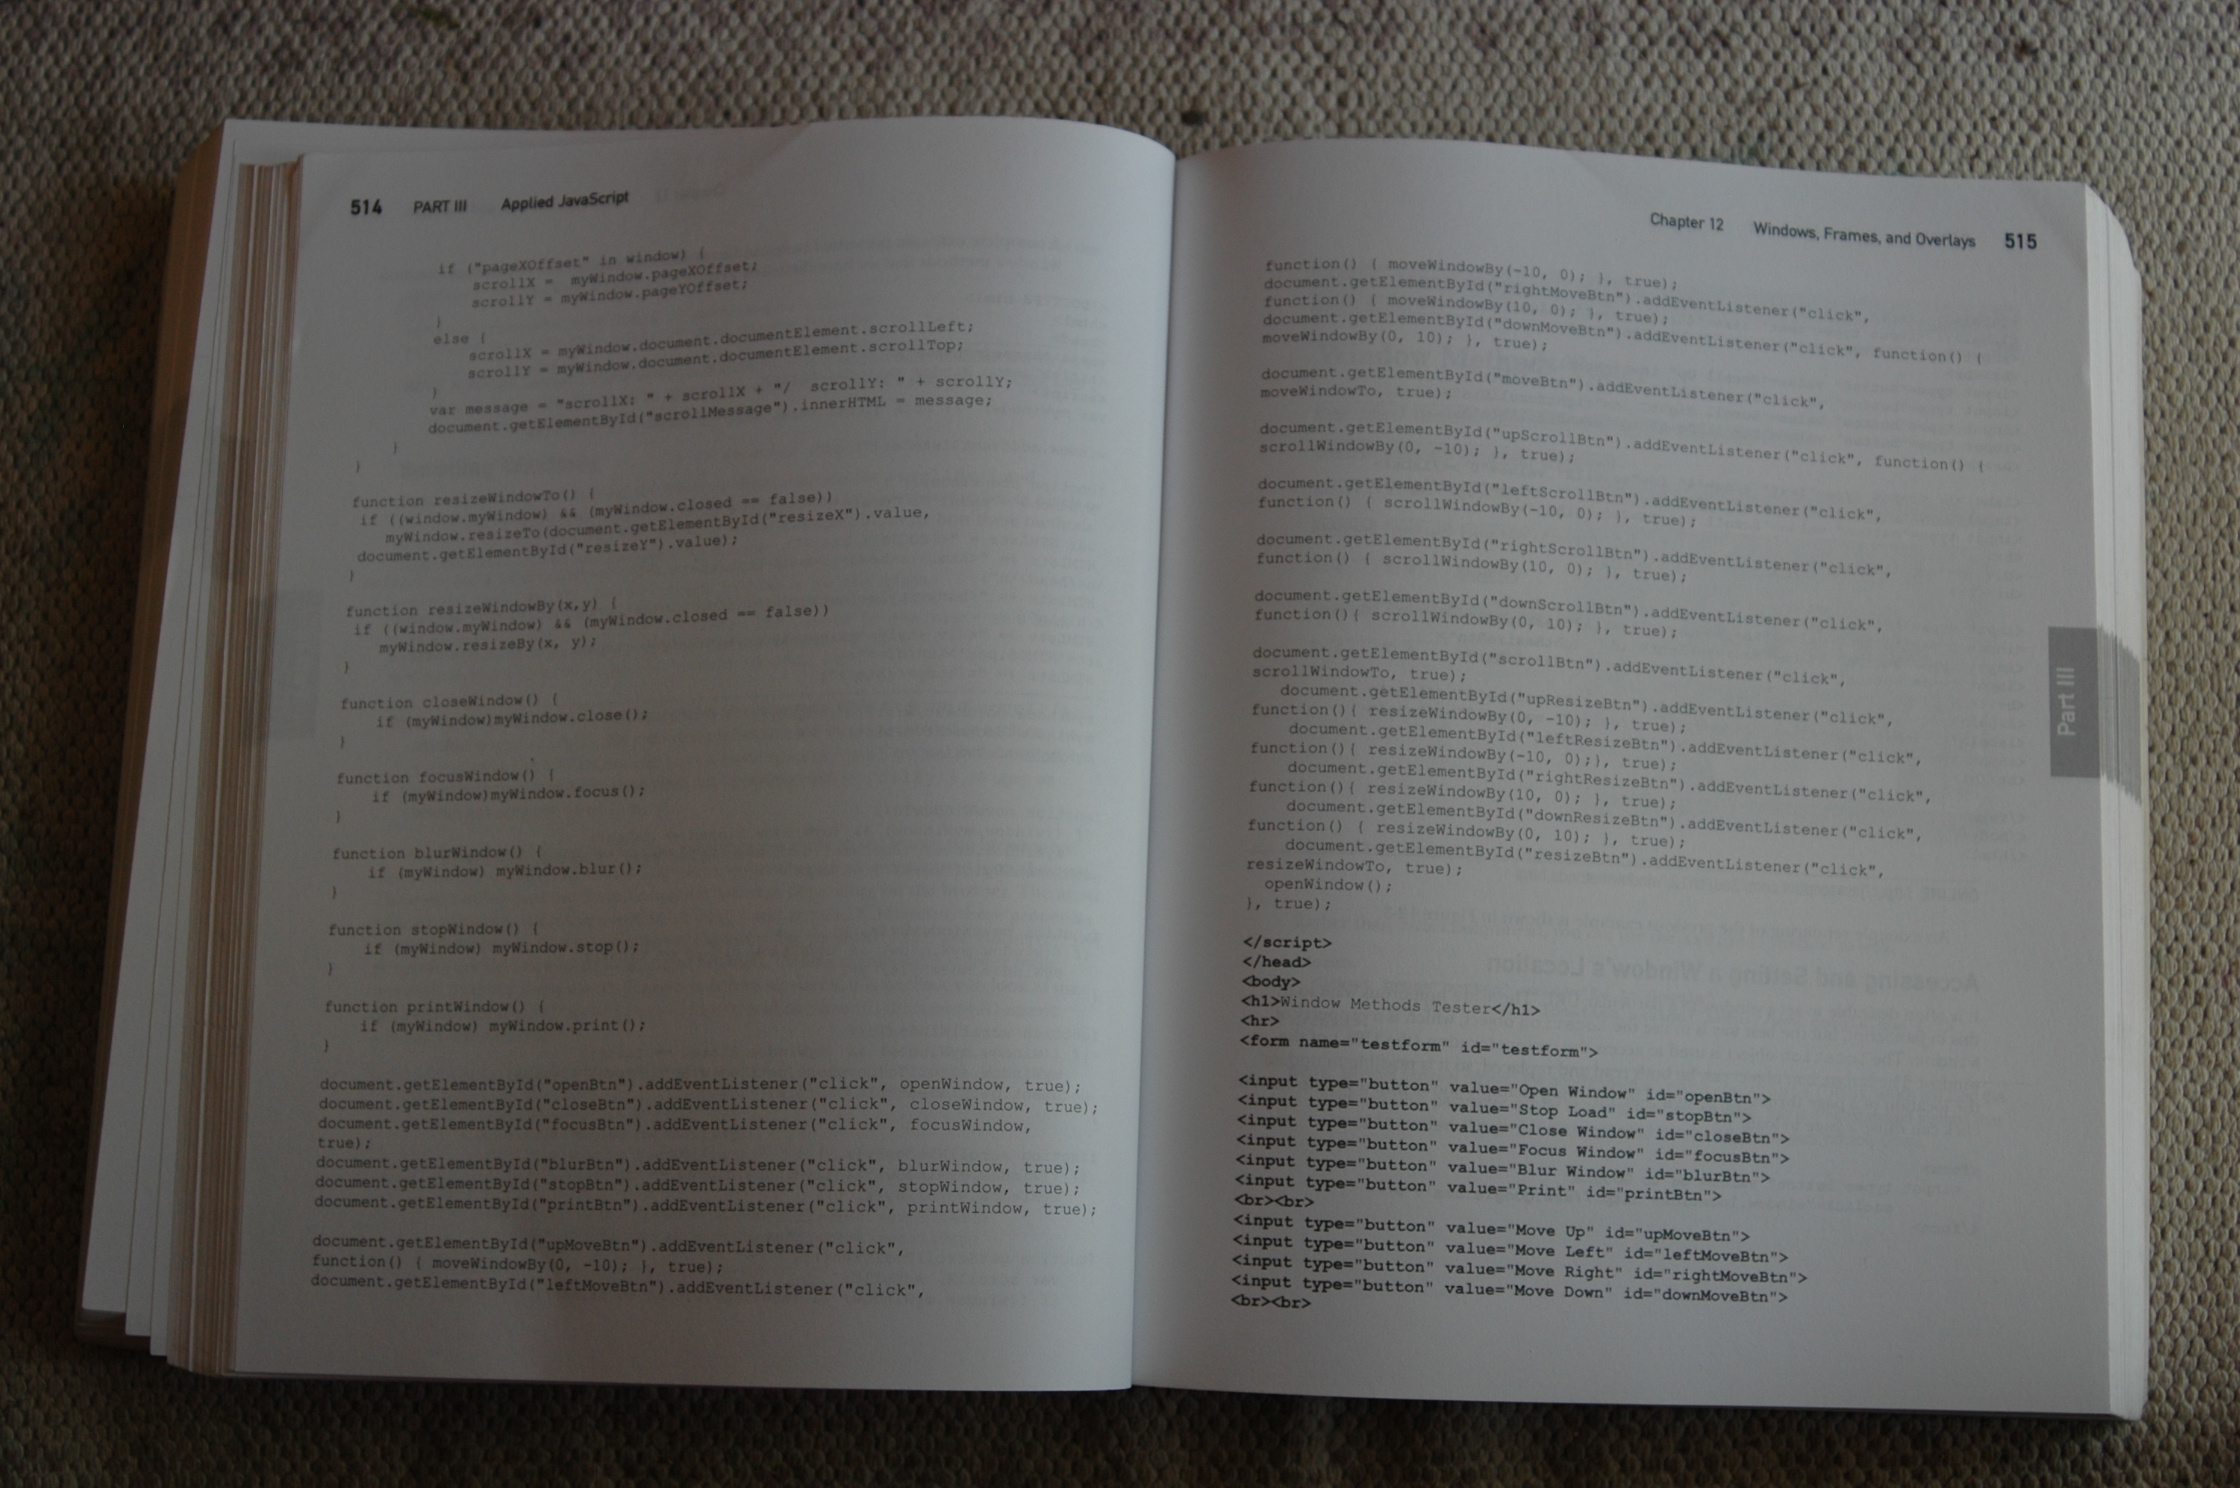 514 PART III Applied JavaScript
if ("pageXOffset" in window) {
scrollX = myWindow.pageXOffset;
scrollY = myWindow.pageYOffset;
}
else {
scrollX = myWindow.document.documentElement.scrollLeft;
scrollY = myWindow.document.documentElement.scrollTop;
}
var message = "scrollX: " + scrollX + "/ scrollY: " + scrollY;
document.getElementById("scrollMessage").innerHTML = message;
}
}
function resizeWindowTo() {
if ((window.myWindow) && (myWindow.closed == false))
myWindow.resizeTo(document.getElementById("resizeX").value,
document.getElementById("resizeY").value);
}
function resizeWindowBy(x,y) {
if ((window.myWindow) && (myWindow.closed == false))
myWindow.resizeBy(x, y);
}
function closeWindow() {
if (myWindow)myWindow.close();
}
function focusWindow() {
if (myWindow)myWindow.focus();
}
function blurWindow() {
if (myWindow) myWindow.blur();
}
function stopWindow() {
if (myWindow) myWindow.stop();
}
function printWindow() {
if (myWindow) myWindow.print();
}
document.getElementById("openBtn").addEventListener("click", openWindow, true);
document.getElementById("closeBtn").addEventListener("click", closeWindow, true);
document.getElementById("focusBtn").addEventListener("click", focusWindow,
true);
document.getElementById("blurBtn").addEventListener("click", blurWindow, true);
document.getElementById("stopBtn").addEventListener("click", stopWindow, true);
document.getElementById("printBtn").addEventListener("click", printWindow, true);
document.getElementById("upMoveBtn").addEventListener("click",
function() { moveWindowBy(0, -10); }, true);
document.getElementById("leftMoveBtn").addEventListener("click",
Chapter 12 Windows, Frames, and Overlays 515
function() { moveWindowBy(-10, 0); }, true);
document.getElementById("rightMoveBtn").addEventListener("click",
function() { moveWindowBy(10, 0); }, true);
document.getElementById("downMoveBtn").addEventListener("click", function() {
moveWindowBy(0, 10); }, true);
document.getElementById("moveBtn").addEventListener("click",
moveWindowTo, true);
document.getElementById("upScrollBtn").addEventListener("click", function() {
scrollWindowBy(0, -10); }, true);
document.getElementById("leftScrollBtn").addEventListener("click",
function() { scrollWindowBy(-10, 0); }, true);
document.getElementById("rightScrollBtn").addEventListener("click",
function() { scrollWindowBy(10, 0); }, true);
document.getElementById("downScrollBtn").addEventListener("click",
function(){ scrollWindowBy(0, 10); }, true);
document.getElementById("scrollBtn").addEventListener("click",
scrollWindowTo, true);
document.getElementById("upResizeBtn").addEventListener("click",
function(){ resizeWindowBy(0, -10); }, true);
document.getElementById("leftResizeBtn").addEventListener("click",
function(){ resizeWindowBy(-10, 0);}, true);
document.getElementById("rightResizeBtn").addEventListener("click",
function(){ resizeWindowBy(10, 0); }, true);
document.getElementById("downResizeBtn").addEventListener("click",
function() { resizeWindowBy(0, 10); }, true);
document.getElementById("resizeBtn").addEventListener("click",
resizeWindowTo, true);
openWindow();
}, true);
</script>
</head>
<body>
<h1>Window Methods Tester</h1>
<hr>
<form name="testform" id="testform">
<input type="button" value="Open Window" id="openBtn">
<input type="button" value="Stop Load" id="stopBtn">
<input type="button" value="Close Window" id="closeBtn">
<input type="button" value="Focus Window" id="focusBtn">
<input type="button" value="Blur Window" id="blurBtn">
<input type="button" value="Print" id="printBtn">
<br><br>
<input type="button" value="Move Up" id="upMoveBtn">
<input type="button" value="Move Left" id="leftMoveBtn">
<input type="button" value="Move Right" id="rightMoveBtn">
<input type="button" value="Move Down" id="downMoveBtn">
<br><br>
Part III